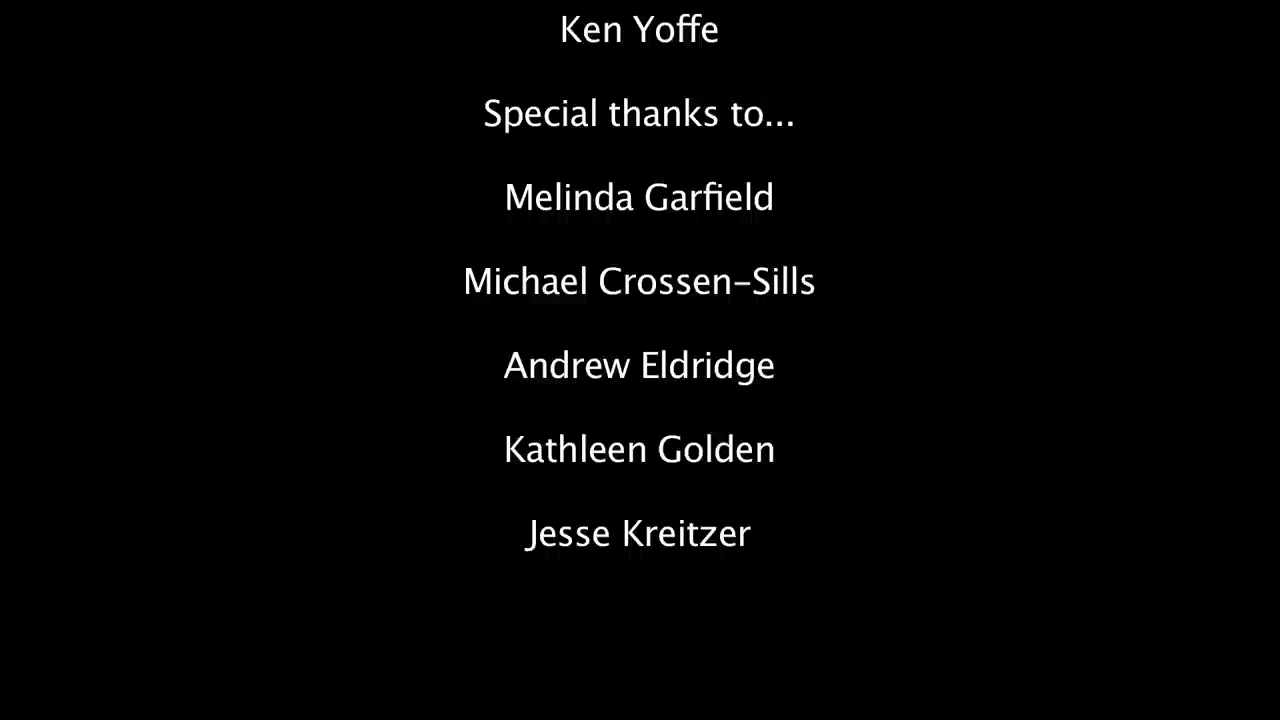 Ken Yoffe
Special thanks to...
Melinda Garfield
Michael Crossen-Sills
Andrew Eldridge
Kathleen Golden
Jesse Kreitzer